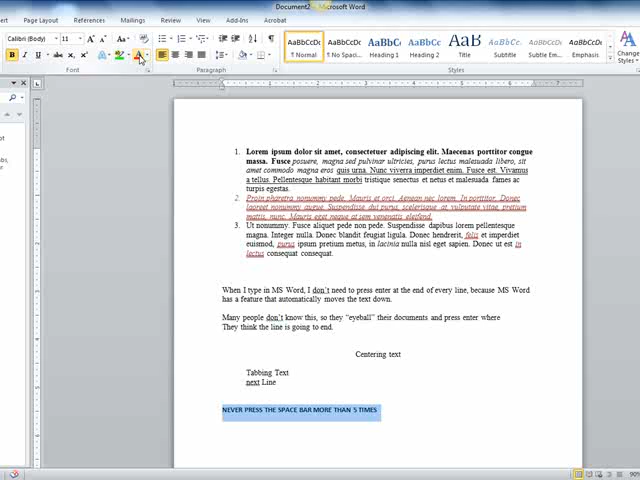 Document2 - Microsoft Word
Page Layout References Mailings Review View Add-Ins Acrobat
Calibri (Body) 11
AaBbCcDc AaBbCcDc AaBbC AaBbCc AaB AaBbCc. AaBbCcDc AaBbCcDc
¶ Normal ¶ No Spaci... Heading 1 Heading 2 Title Subtitle Subtle Em... Emphasis Change
Styles
Font Paragraph Styles
1. Lorem ipsum dolor sit amet, consectetuer adipiscing elit. Maecenas porttitor congue
massa. Fusce posuere, magna sed pulvinar ultricies, purus lectus malesuada libero, sit
amet commodo magna eros quis urna. Nunc viverra imperdiet enim. Fusce est. Vivamus
a tellus. Pellentesque habitant morbi tristique senectus et netus et malesuada fames ac
turpis egestas.
2. Proin pharetra nonummy pede. Mauris et orci. Aenean nec lorem. In porttitor. Donec
laoreet nonummy augue. Suspendisse dui purus, scelerisque at, vulputate vitae, pretium
mattis, nunc. Mauris eget neque at sem venenatis eleifend.
3. Ut nonummy. Fusce aliquet pede non pede. Suspendisse dapibus lorem pellentesque
magna. Integer nulla. Donec blandit feugiat ligula. Donec hendrerit, felis et imperdiet
euismod, purus ipsum pretium metus, in lacinia nulla nisl eget sapien. Donec ut est in
lectus consequat consequat.
When I type in MS Word, I don't need to press enter at the end of every line, because MS Word
has a feature that automatically moves the text down.
Many people don't know this, so they “eyeball” their documents and press enter where
They think the line is going to end.
Centering text
Tabbing Text
next Line
NEVER PRESS THE SPACE BAR MORE THAN 5 TIMES
90%